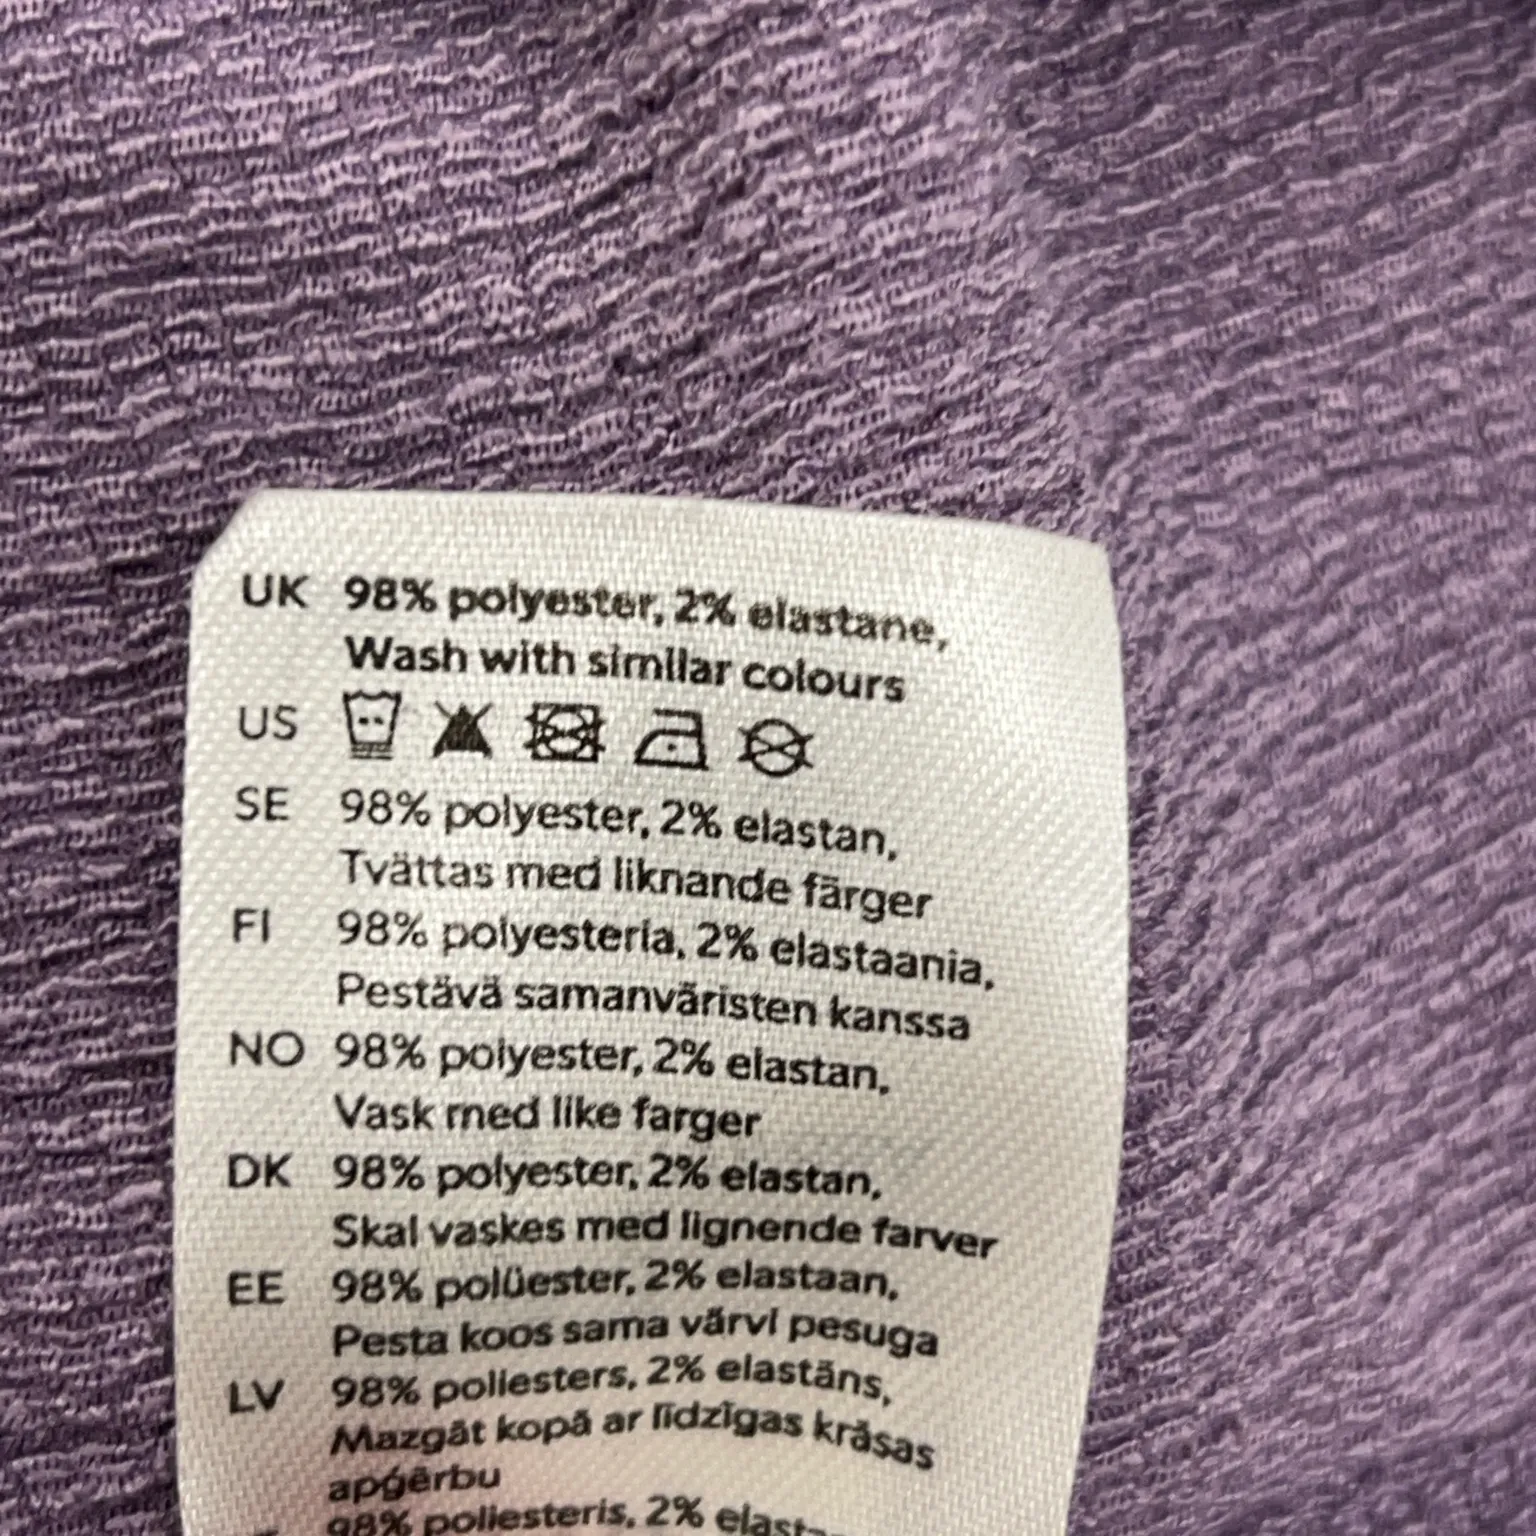 UK 98% polyester, 2% elastane,
Wash with similar colours
US
SE 98% polyester, 2% elastan,
Tvättas med liknande färger
FI 98% polyesteria, 2% elastaania,
Pestävä samanväristen kanssa
NO 98% polyester, 2% elastan,
Vask med like farger
DK 98% polyester, 2% elastan,
Skal vaskes med lignende farver
EE 98% polüester, 2% elastaan,
Pesta koos sama värvi pesuga
LV 98% poliesters, 2% elastāns,
Mazgāt kopā ar līdzīgas krāsas
apģērbu
98% poliesteris, 2%